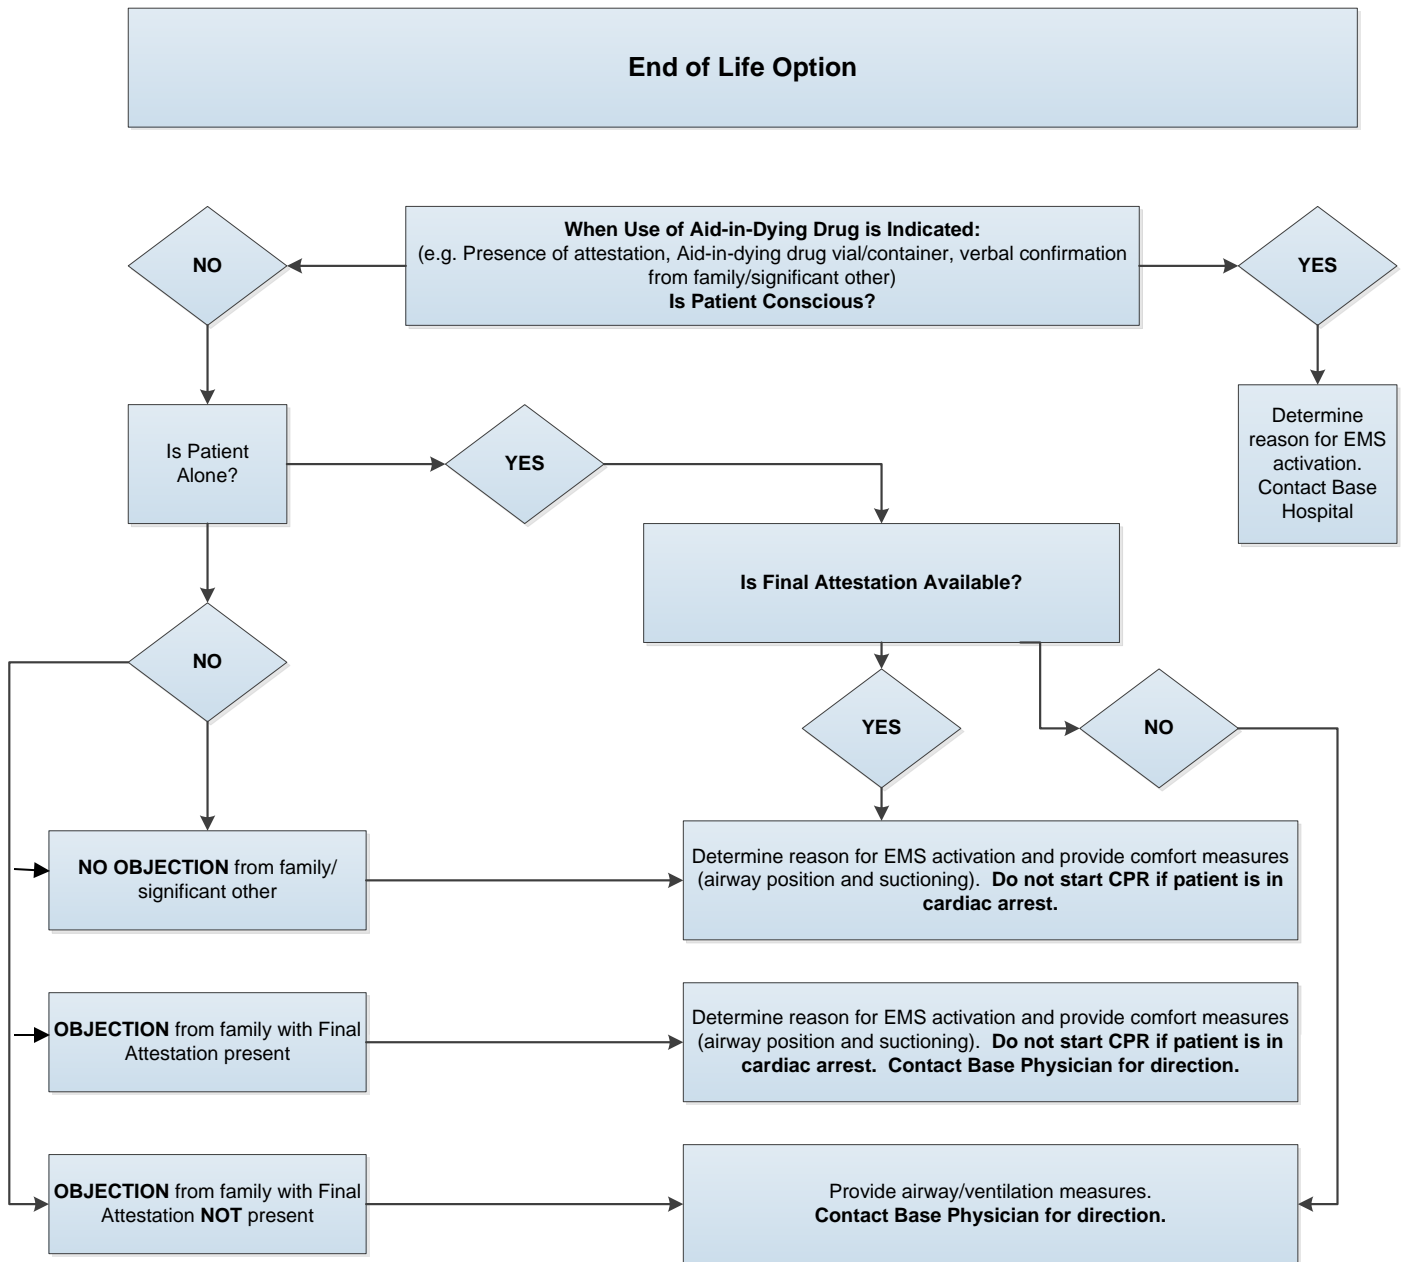 End of Life Option
When Use of Aid-in-Dying Drug is Indicated:
(e.g. Presence of attestation, Aid-in-dying drug vial/container, verbal confirmation
from family/significant other)
Is Patient Conscious?
NO
YES
Determine
reason for EMS
activation.
Contact Base
Hospital
Is Patient
Alone?
YES
Is Final Attestation Available?
NO
YES
NO
NO OBJECTION from family/
significant other
Determine reason for EMS activation and provide comfort measures
(airway position and suctioning).  Do not start CPR if patient is in
cardiac arrest.
OBJECTION from family with Final
Attestation present
Determine reason for EMS activation and provide comfort measures
(airway position and suctioning).  Do not start CPR if patient is in
cardiac arrest.  Contact Base Physician for direction.
OBJECTION from family with Final
Attestation NOT present
Provide airway/ventilation measures.
Contact Base Physician for direction.